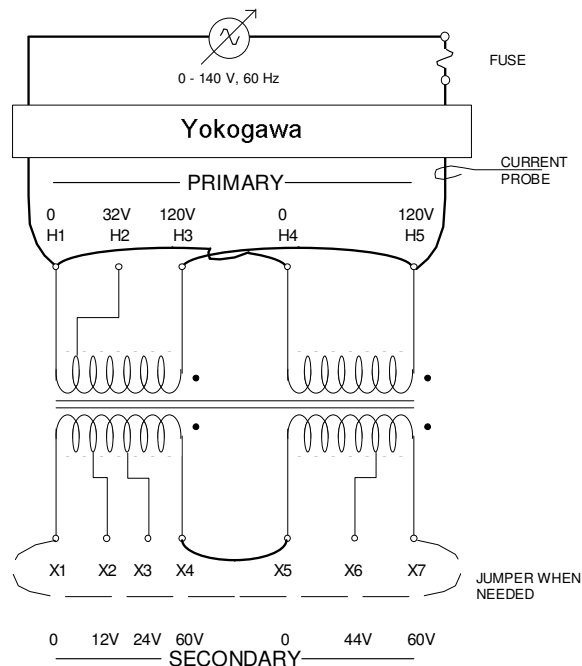 0 - 140 V, 60 Hz
FUSE
Yokogawa
CURRENT
PROBE
PRIMARY
0 32V 120V 0 120V
H1 H2 H3 H4 H5
X1 X2 X3 X4 X5 X6 X7
JUMPER WHEN
NEEDED
0 12V 24V 60V 0 44V 60V
SECONDARY